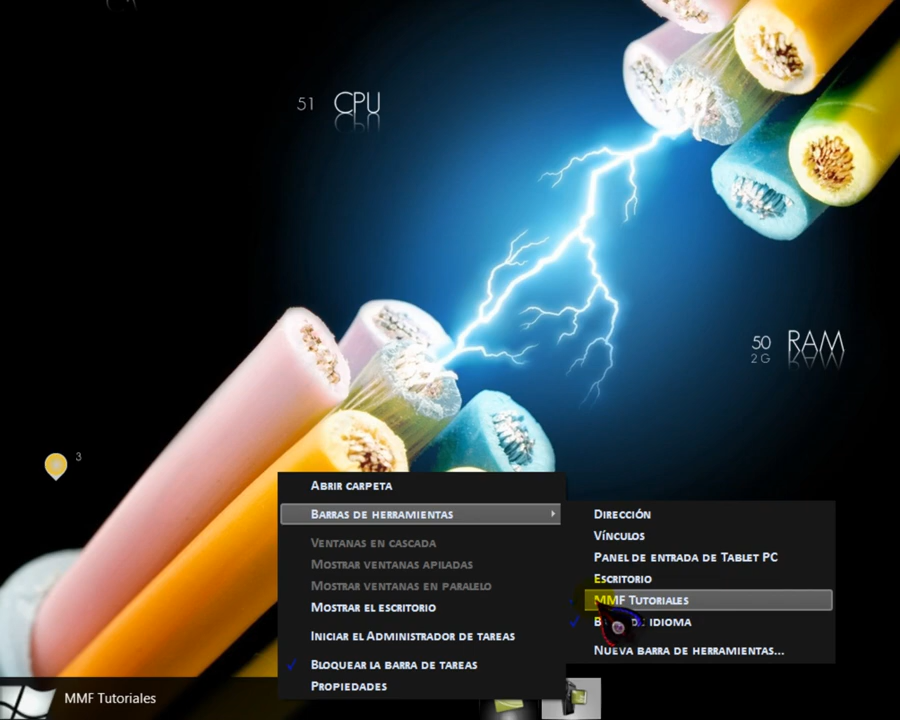 51 CPU
50 RAM
2 G
3
ABRIR CARPETA
BARRAS DE HERRAMIENTAS
VENTANAS EN CASCADA
MOSTRAR VENTANAS APILADAS
MOSTRAR VENTANAS EN PARALELO
MOSTRAR EL ESCRITORIO
INICIAR EL ADMINISTRADOR DE TAREAS
BLOQUEAR LA BARRA DE TAREAS
PROPIEDADES
DIRECCIÓN
VÍNCULOS
PANEL DE ENTRADA DE TABLET PC
ESCRITORIO
MMF TUTORIALES
IDIOMA
NUEVA BARRA DE HERRAMIENTAS...
MMF Tutoriales